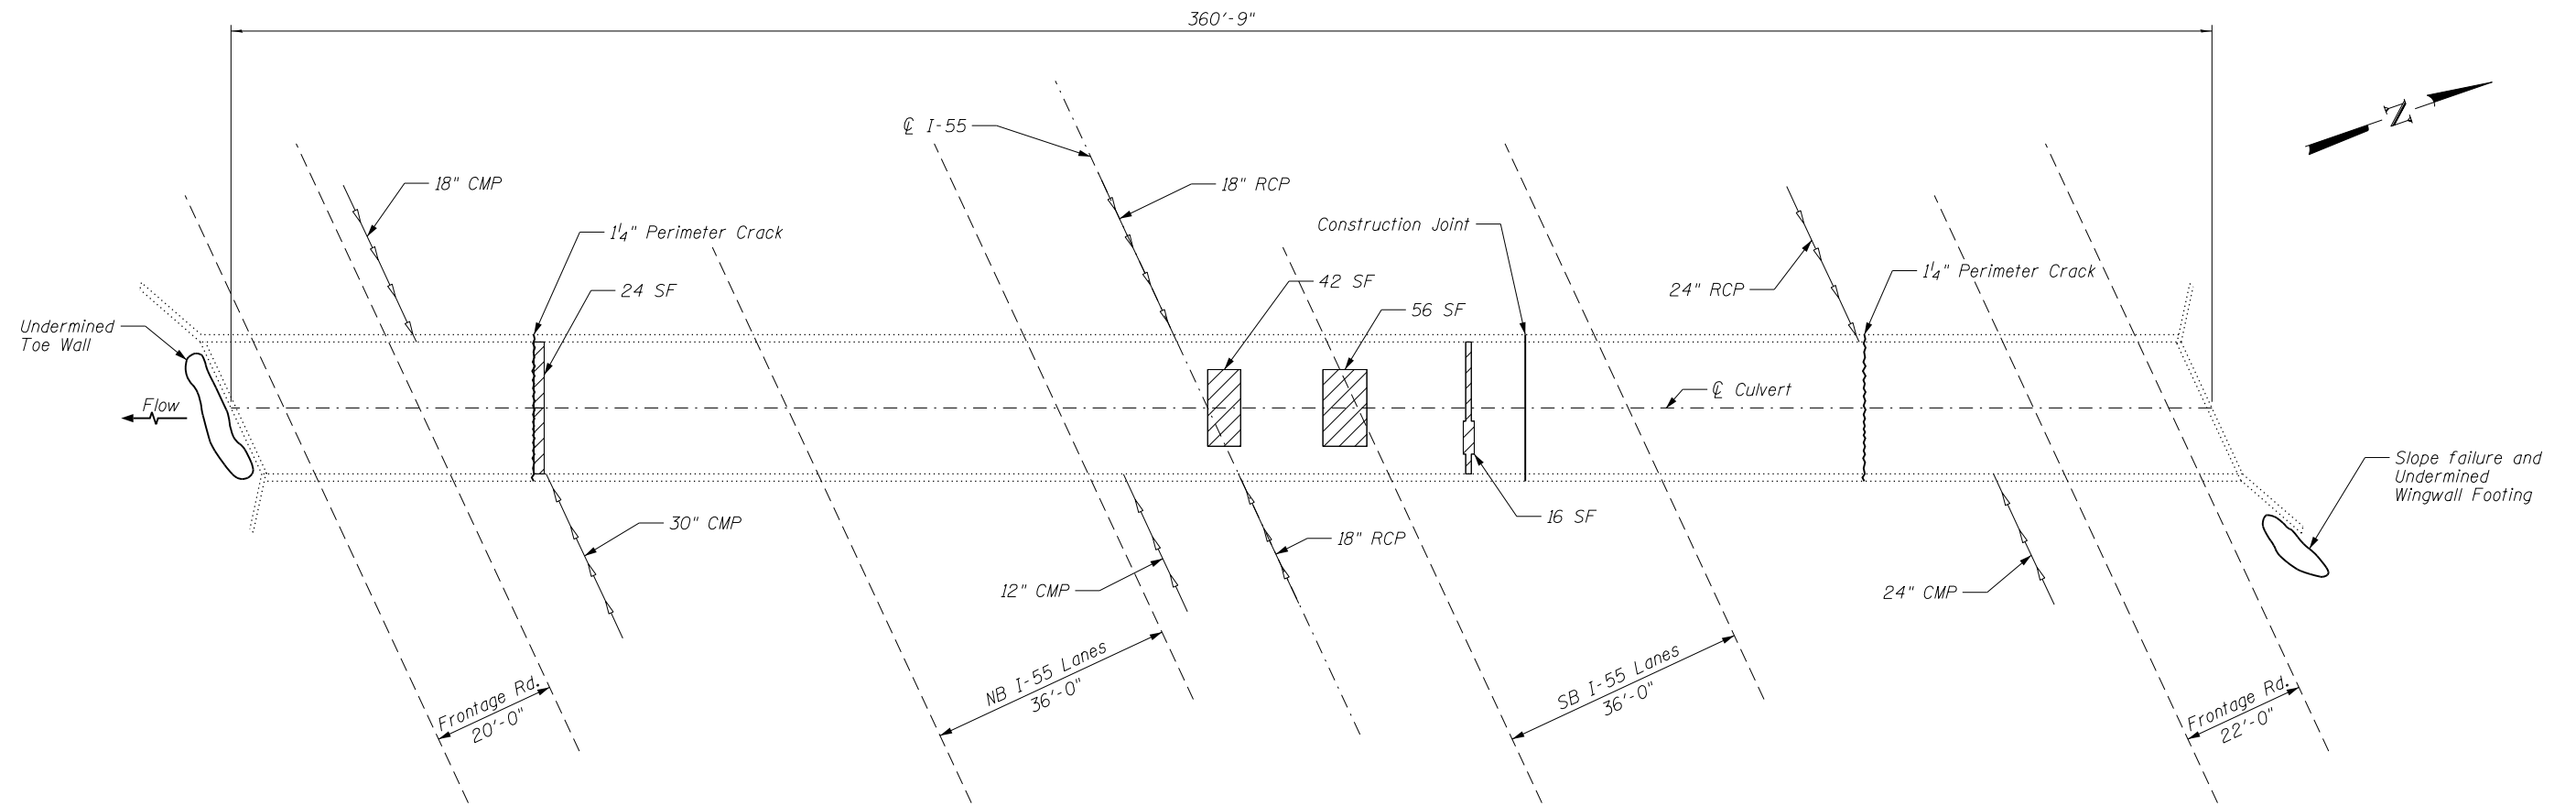 360'-9"
N
℄ I-55
18" CMP
18" RCP
1¼" Perimeter Crack
Construction Joint
24 SF
42 SF
56 SF
24" RCP
1¼" Perimeter Crack
Undermined
Toe Wall
Flow
℄ Culvert
Slope failure and
Undermined
Wingwall Footing
30" CMP
16 SF
18" RCP
12" CMP
24" CMP
Frontage Rd.
20'-0"
NB I-55 Lanes
36'-0"
SB I-55 Lanes
36'-0"
Frontage Rd.
22'-0"